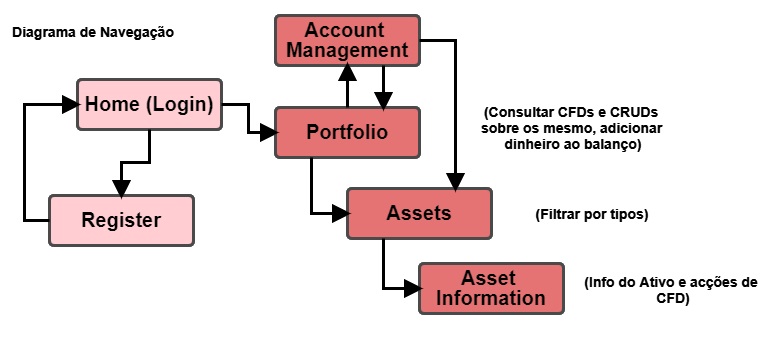 Diagrama de Navegação
Account
Management
Home (Login)
Portfolio
(Consultar CFDs e CRUDs
sobre os mesmo, adicionar
dinheiro ao balanço)
Register
Assets
(Filtrar por tipos)
Asset
Information
(Info do Ativo e acções de
CFD)